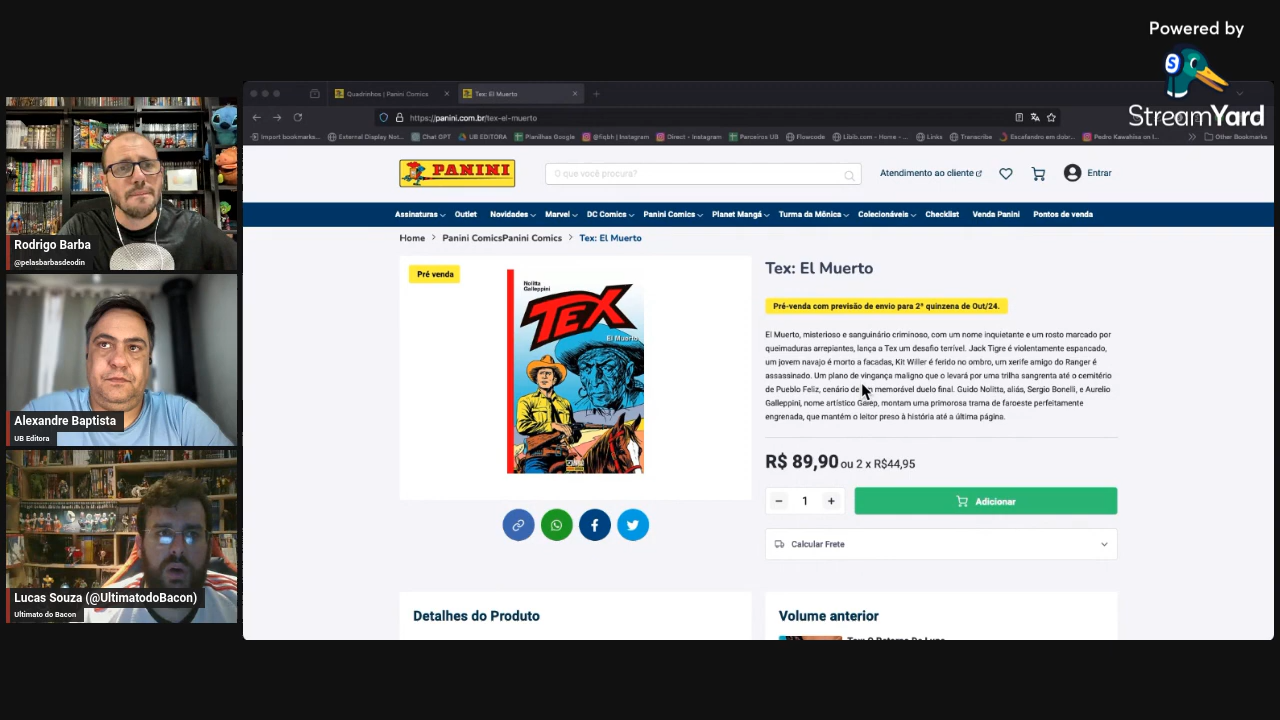 Powered by
StreamYard
Rodrigo Barba
@pelasbarbasdeodin
Alexandre Baptista
UB Editora
Lucas Souza (@UltimatodoBacon)
Ultimato do Bacon
Quadrinhos | Panini Comics
Tex: El Muerto
https://panini.com.br/tex-el-muerto
Import bookmarks... External Display Not... Chat GPT UB EDITORA Planilhas Google @fiqbh | Instagram Direct - Instagram Parceiros UB Flowcode Libib.com - Home - ... Links Transcribe Escafandro em dobr... Pedro Kawahisa on t... Other Bookmarks
PANINI
O que você procura?
Atendimento ao cliente
Entrar
Assinaturas Outlet Novidades Marvel DC Comics Panini Comics Planet Mangá Turma da Mônica Colecionáveis Checklist Venda Panini Pontos de venda
Home > Panini ComicsPanini Comics > Tex: El Muerto
Pré venda
Nolitta
Galleppini
TEX
El Muerto
Tex: El Muerto
Pré-venda com previsão de envio para 2ª quinzena de Out/24.
El Muerto, misterioso e sanguinário criminoso, com um nome inquietante e um rosto marcado por
queimaduras arrepiantes, lança a Tex um desafio terrível. Jack Tigre é violentamente espancado,
um jovem navajo é morto a facadas, Kit Willer é ferido no ombro, um xerife amigo do Ranger é
assassinado. Um plano de vingança maligno que o levará por uma trilha sangrenta até o cemitério
de Pueblo Feliz, cenário de memorável duelo final. Guido Nolitta, aliás, Sergio Bonelli, e Aurelio
Galleppini, nome artístico Galep, montam uma primorosa trama de faroeste perfeitamente
engrenada, que mantém o leitor preso à história até a última página.
R$ 89,90 ou 2 x R$44,95
− 1 +
Adicionar
Calcular Frete
Detalhes do Produto
Volume anterior